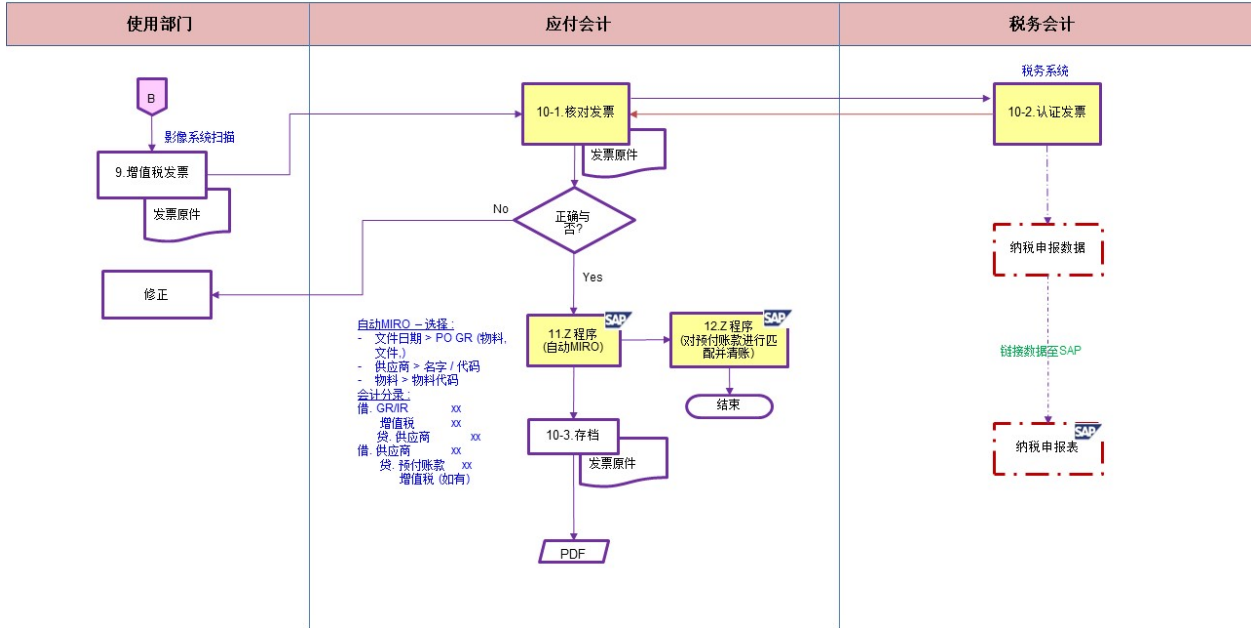 使用部门
应付会计
税务会计
B
影像系统扫描
9.增值税发票
发票原件
修正
10-1.核对发票
发票原件
正确与
否?
No
Yes
税务系统
10-2.认证发票
纳税申报数据
链接数据至SAP
SAP
纳税申报表
自动MIRO – 选择 :
- 文件日期 > PO GR (物料,
文件,)
- 供应商 > 名字 / 代码
- 物料 > 物料代码
会计分录 :
借. GR/IR xx
增值税 xx
贷. 供应商 xx
借. 供应商 xx
贷. 预付账款 xx
增值税 (如有)
SAP
11.Z 程序
(自动MIRO)
SAP
12.Z 程序
(对预付账款进行匹
配并清账)
结束
10-3.存档
发票原件
PDF